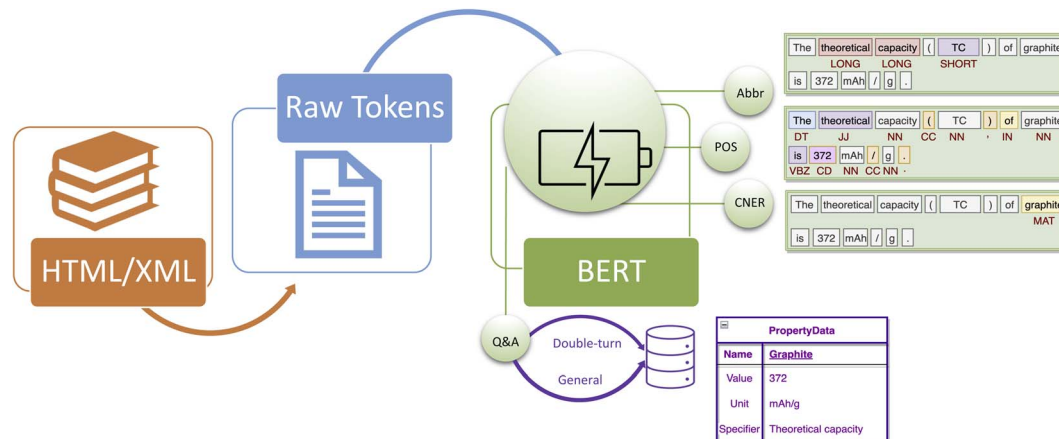 HTML/XML
Raw Tokens
BERT
Abbr
POS
CNER
Q&A
Double-turn
General
The theoretical capacity ( TC ) of graphite
LONG LONG SHORT
is 372 mAh / g .
The theoretical capacity ( TC ) of graphite
DT JJ NN CC NN , IN NN
is 372 mAh / g .
VBZ CD NN CC NN .
The theoretical capacity ( TC ) of graphite
MAT
is 372 mAh / g .
PropertyData
Name Graphite
Value 372
Unit mAh/g
Specifier Theoretical capacity